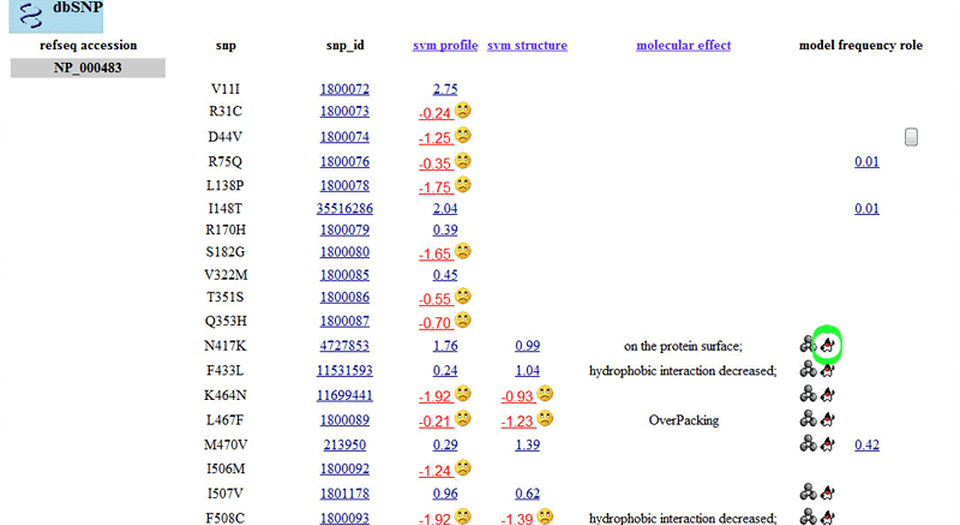 dbSNP
refseq accession snp snp_id svm profile svm structure molecular effect model frequency role
NP_000483
V11I 1800072 2.75
R31C 1800073 -0.24
D44V 1800074 -1.25
R75Q 1800076 -0.35 0.01
L138P 1800078 -1.75
I148T 35516286 2.04 0.01
R170H 1800079 0.39
S182G 1800080 -1.65
V322M 1800085 0.45
T351S 1800086 -0.55
Q353H 1800087 -0.70
N417K 4727853 1.76 0.99 on the protein surface;
F433L 11531593 0.24 1.04 hydrophobic interaction decreased;
K464N 11699441 -1.92 -0.93
L467F 1800089 -0.21 -1.23 OverPacking
M470V 213950 0.29 1.39 0.42
I506M 1800092 -1.24
I507V 1801178 0.96 0.62
F508C 1800093 -1.92 -1.39 hydrophobic interaction decreased;